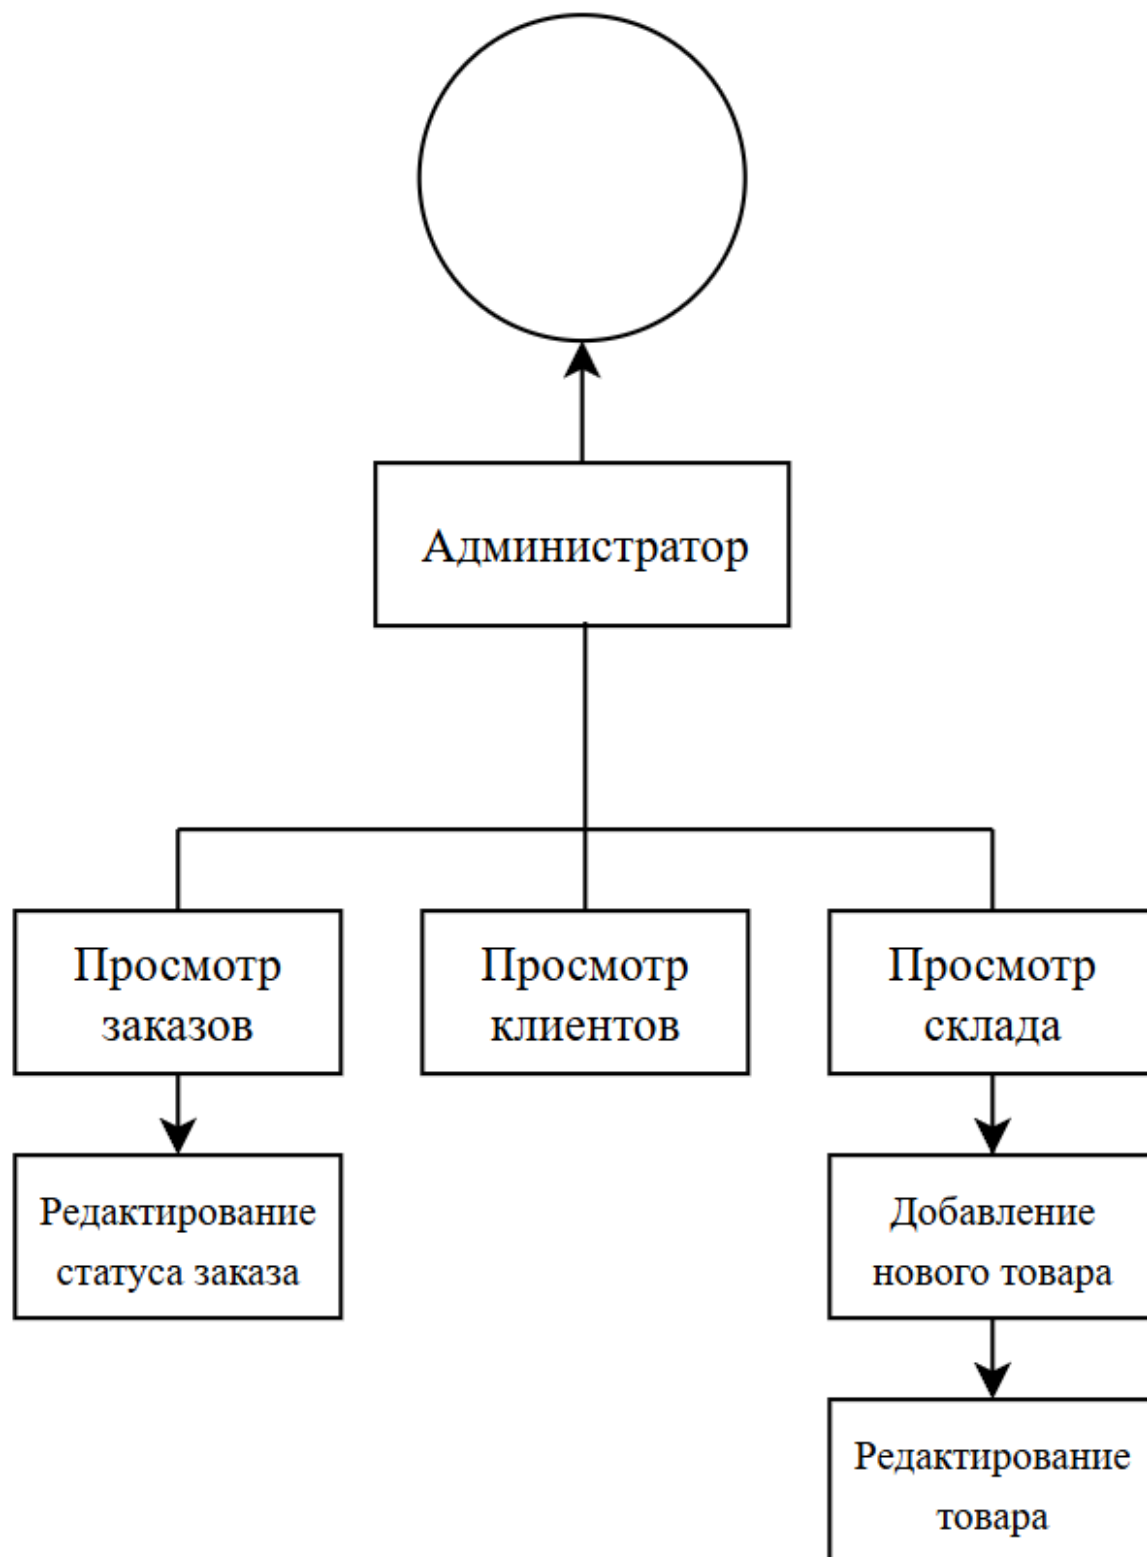 Администратор
Просмотр
заказов
Просмотр
клиентов
Просмотр
склада
Редактирование
статуса заказа
Добавление
нового товара
Редактирование
товара